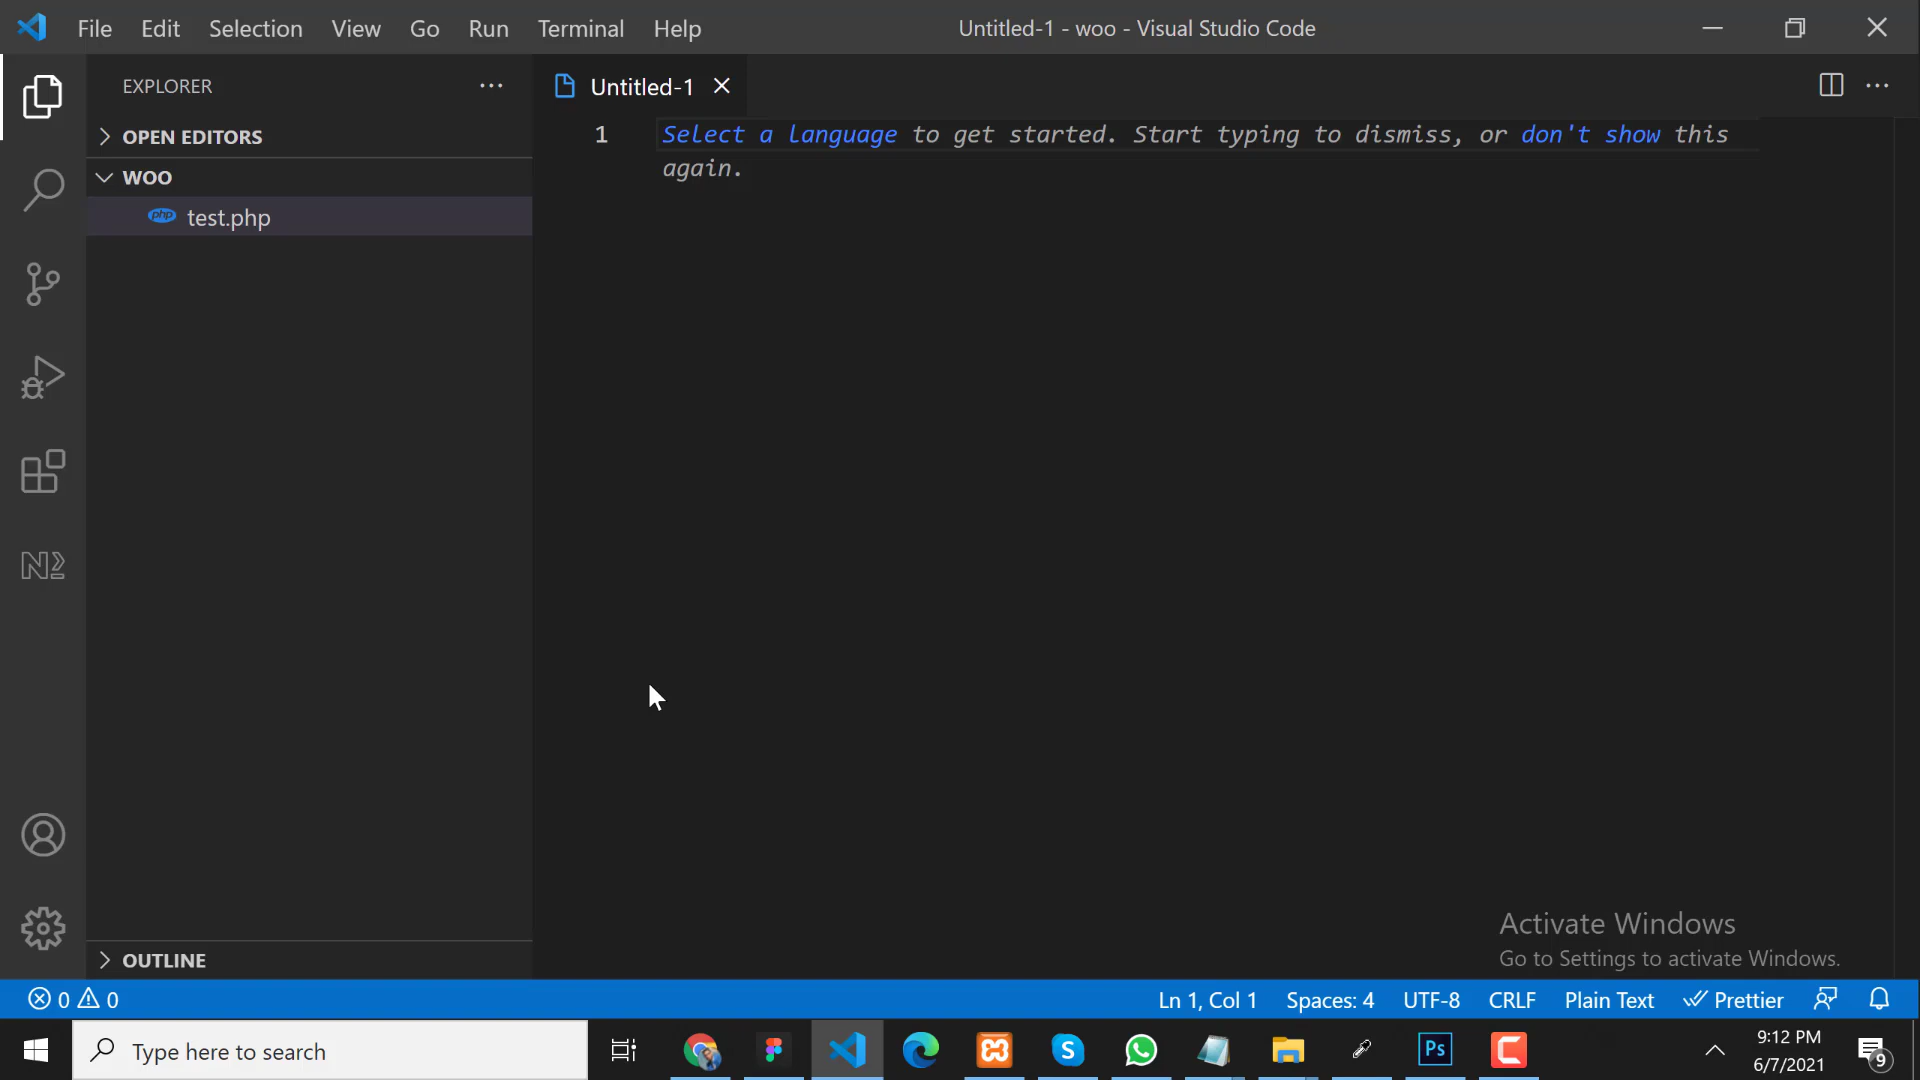 File Edit Selection View Go Run Terminal Help
Untitled-1 - woo - Visual Studio Code
EXPLORER
Untitled-1
OPEN EDITORS
1
Select a language to get started. Start typing to dismiss, or don't show this
again.
WOO
php test.php
OUTLINE
Activate Windows
Go to Settings to activate Windows.
0 0
Ln 1, Col 1 Spaces: 4 UTF-8 CRLF Plain Text Prettier
Type here to search
S
Ps
9:12 PM
6/7/2021
9